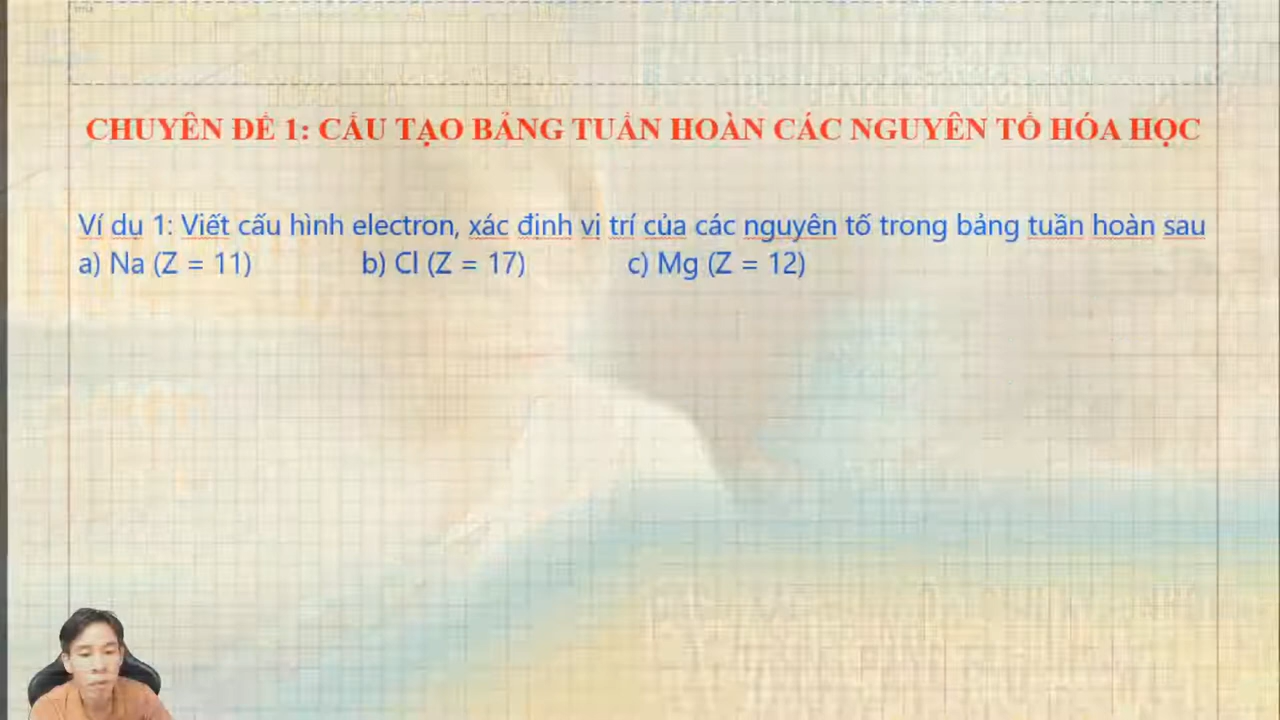 CHUYÊN ĐỀ 1: CẤU TẠO BẢNG TUẦN HOÀN CÁC NGUYÊN TỐ HÓA HỌC
Ví dụ 1: Viết cấu hình electron, xác định vị trí của các nguyên tố trong bảng tuần hoàn sau
a) Na (Z = 11) b) Cl (Z = 17) c) Mg (Z = 12)